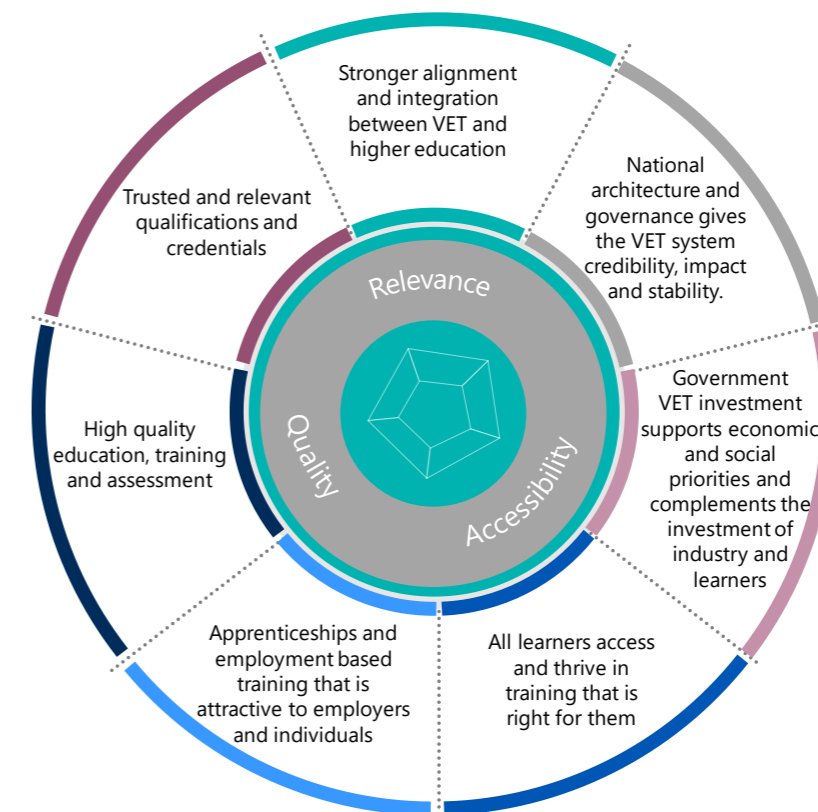 Stronger alignment
and integration
between VET and
higher education
National
architecture and
governance gives
the VET system
credibility, impact
and stability.
Government
VET investment
supports economic
and social
priorities and
complements the
investment of
industry and
learners
All learners access
and thrive in
training that is
right for them
Apprenticeships and
employment based
training that is
attractive to employers
and individuals
High quality
education, training
and assessment
Trusted and relevant
qualifications and
credentials
Relevance
Accessibility
Quality